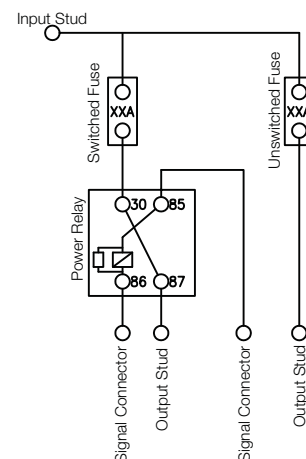 Input Stud
Switched Fuse
XXA
Unswitched Fuse
XXA
Power Relay
30
85
86
87
Signal Connector
Output Stud
Signal Connector
Output Stud